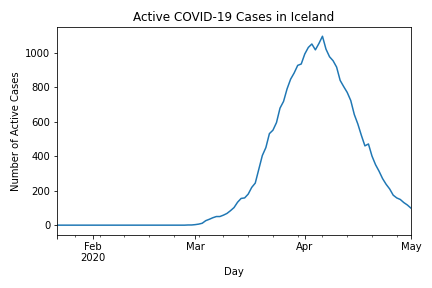 Active COVID-19 Cases in Iceland
Number of Active Cases
1000
800
600
400
200
0
Feb
2020
Mar
Apr
May
Day